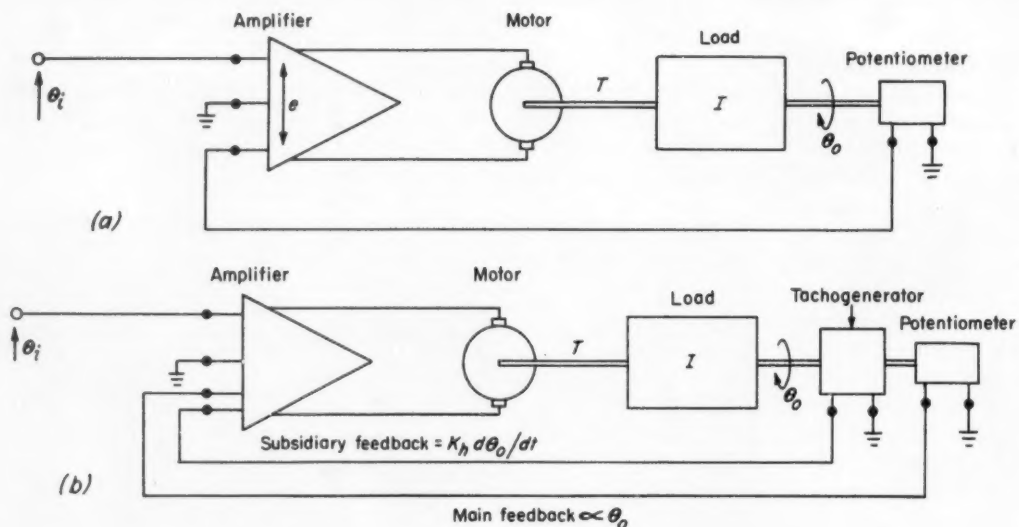 Amplifier
Motor
Load
Potentiometer
θi
e
T
I
θo
(a)
Amplifier
Motor
Load
Tachogenerator
Potentiometer
θi
T
I
θo
Subsidiary feedback = Kh dθo/dt
(b)
Main feedback ∝ θo